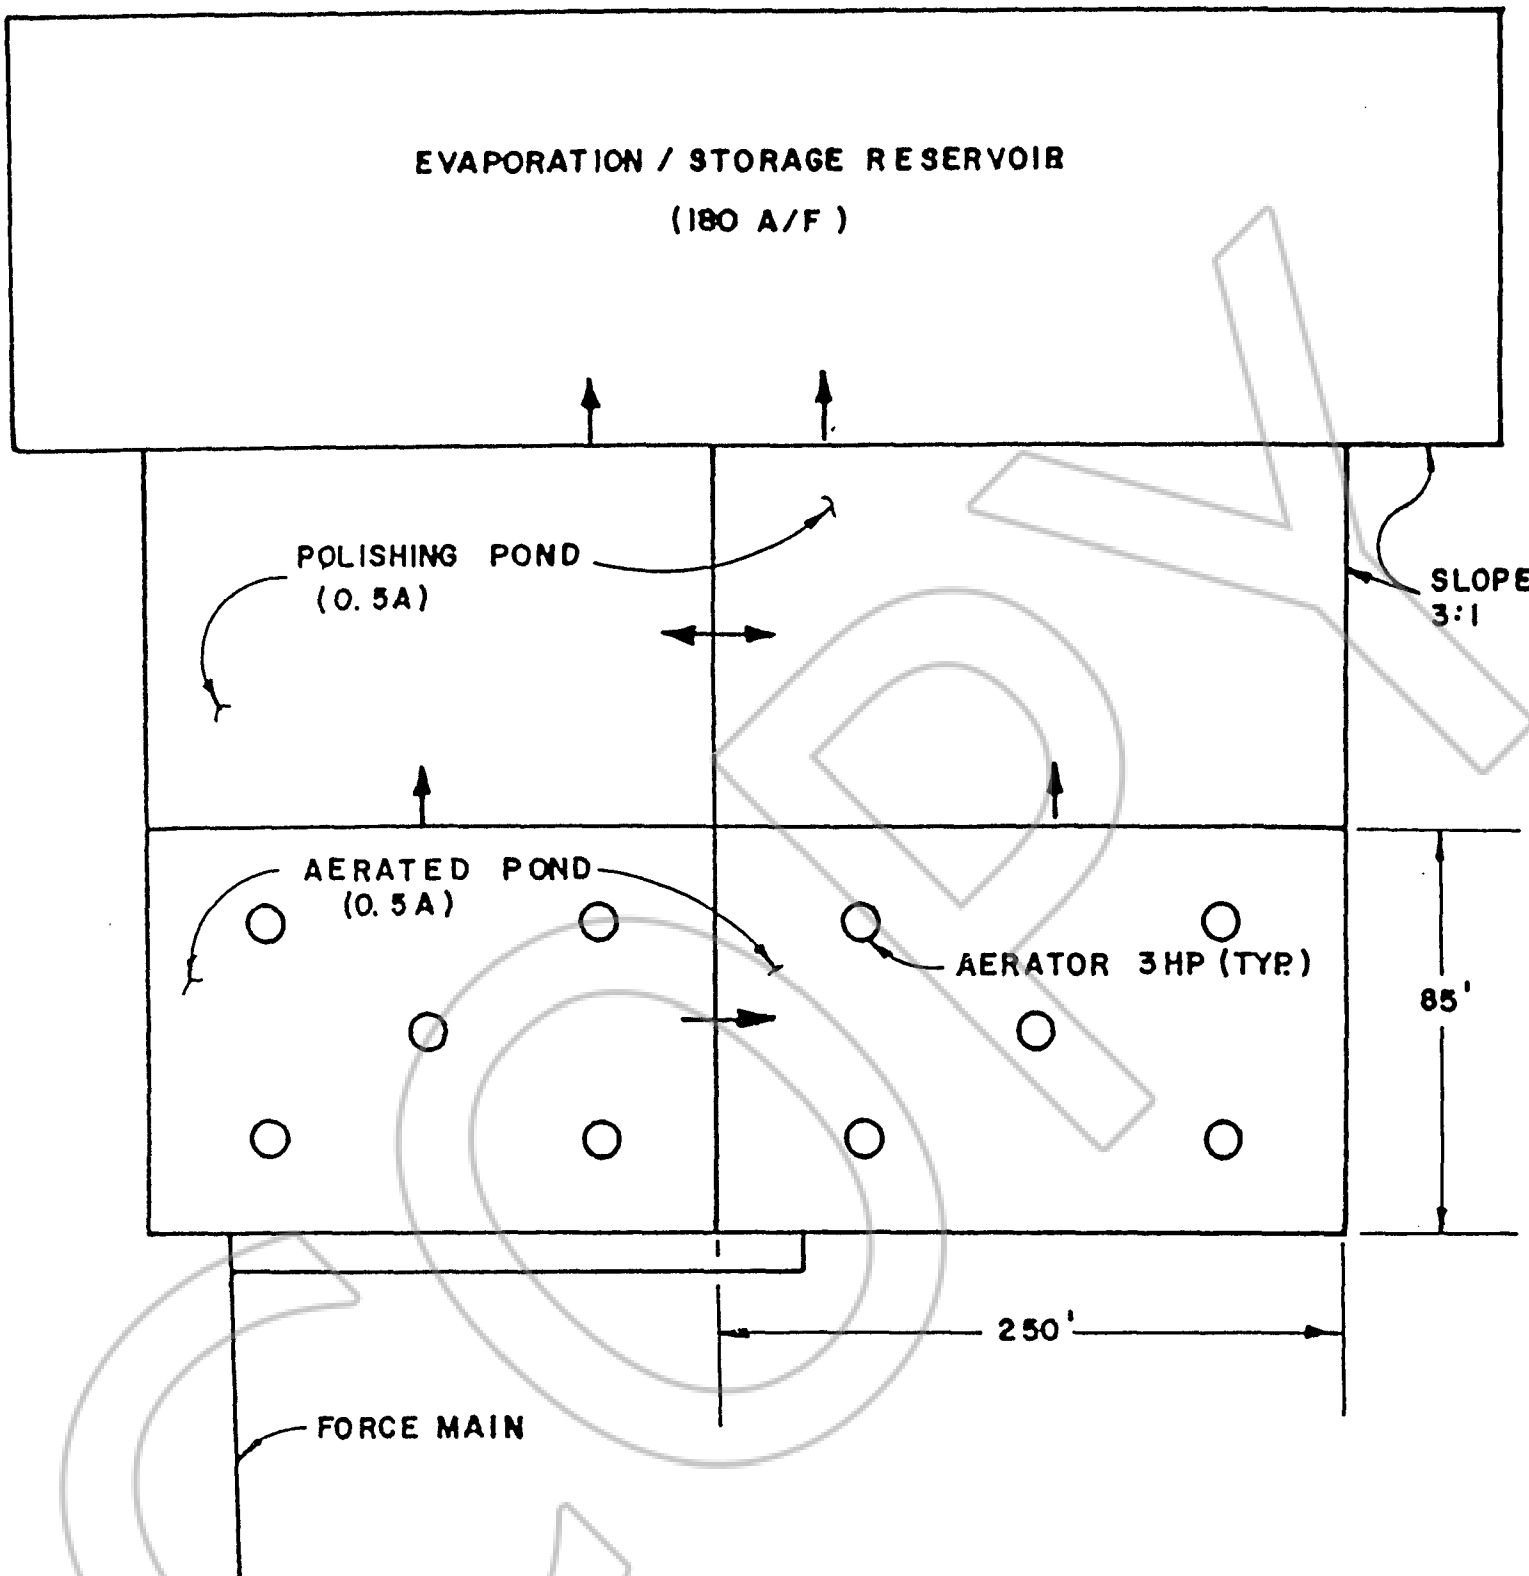 EVAPORATION / STORAGE RESERVOIR
(180 A/F)
POLISHING POND
(0.5A)
SLOPE
3:1
AERATED POND
(0.5A)
AERATOR 3HP (TYP.)
85'
250'
FORCE MAIN
COPY